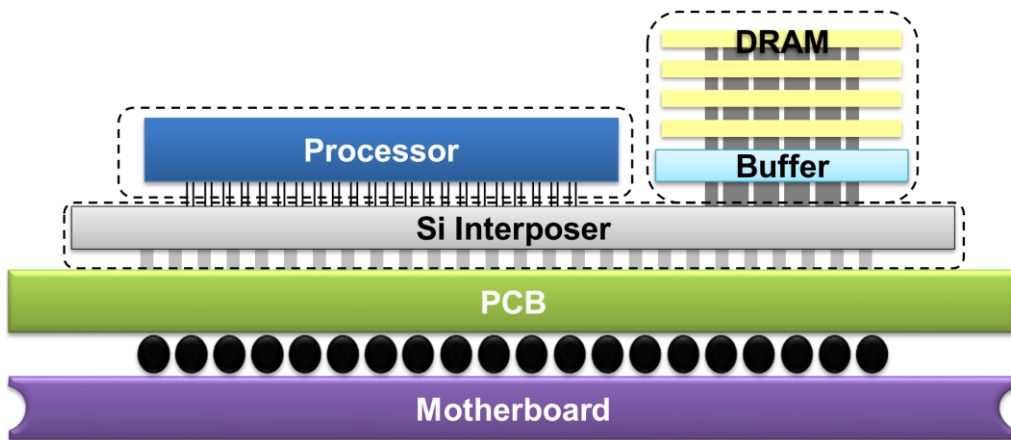 DRAM
Processor
Buffer
Si Interposer
PCB
Motherboard